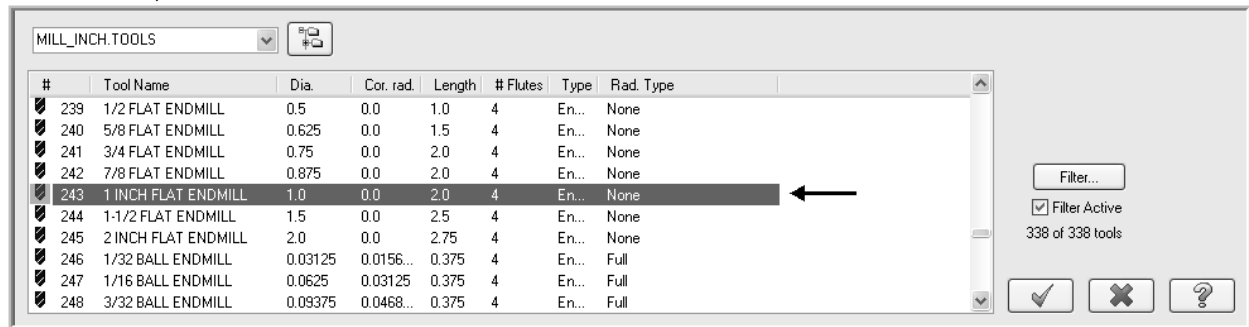 MILL_INCH.TOOLS
# Tool Name Dia. Cor. rad. Length # Flutes Type Rad. Type
239 1/2 FLAT ENDMILL 0.5 0.0 1.0 4 En... None
240 5/8 FLAT ENDMILL 0.625 0.0 1.5 4 En... None
241 3/4 FLAT ENDMILL 0.75 0.0 2.0 4 En... None
242 7/8 FLAT ENDMILL 0.875 0.0 2.0 4 En... None
243 1 INCH FLAT ENDMILL 1.0 0.0 2.0 4 En... None
244 1-1/2 FLAT ENDMILL 1.5 0.0 2.5 4 En... None
245 2 INCH FLAT ENDMILL 2.0 0.0 2.75 4 En... None
246 1/32 BALL ENDMILL 0.03125 0.0156... 0.375 4 En... Full
247 1/16 BALL ENDMILL 0.0625 0.03125 0.375 4 En... Full
248 3/32 BALL ENDMILL 0.09375 0.0468... 0.375 4 En... Full
Filter...
Filter Active
338 of 338 tools